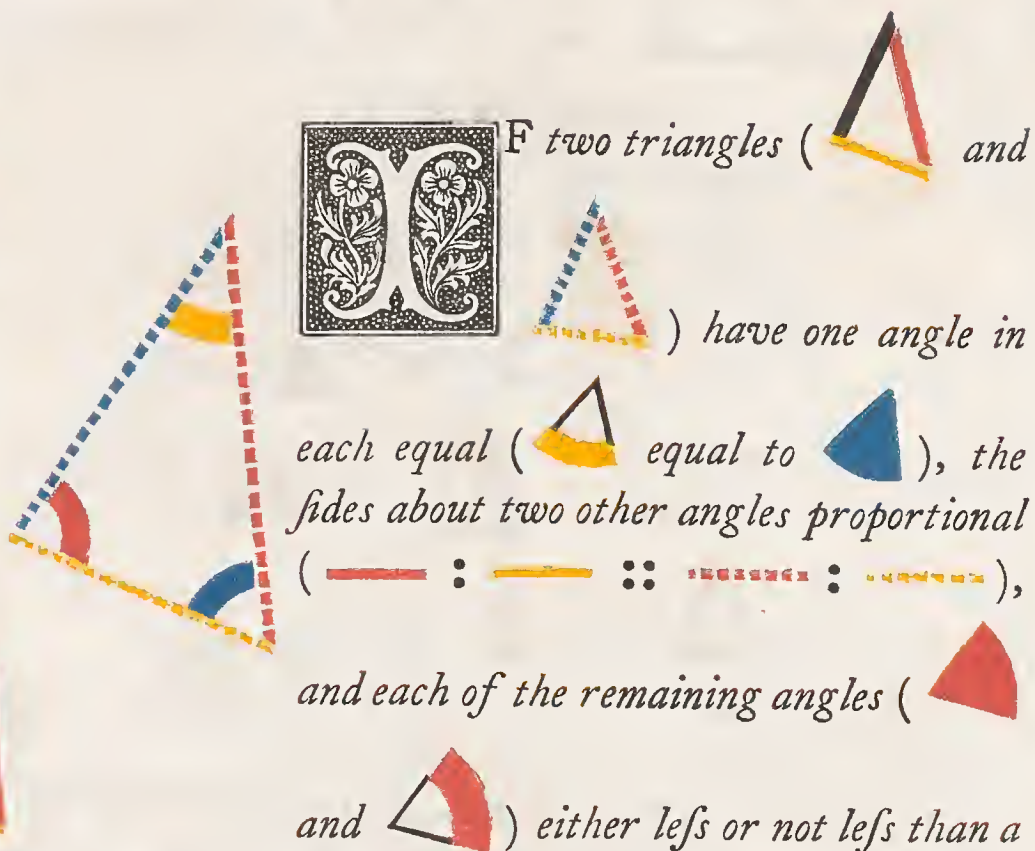 IF two triangles ( and
) have one angle in
each equal ( equal to ), the
ſides about two other angles proportional
( : :: : ),
and each of the remaining angles (
and ) either leſs or not leſs than a